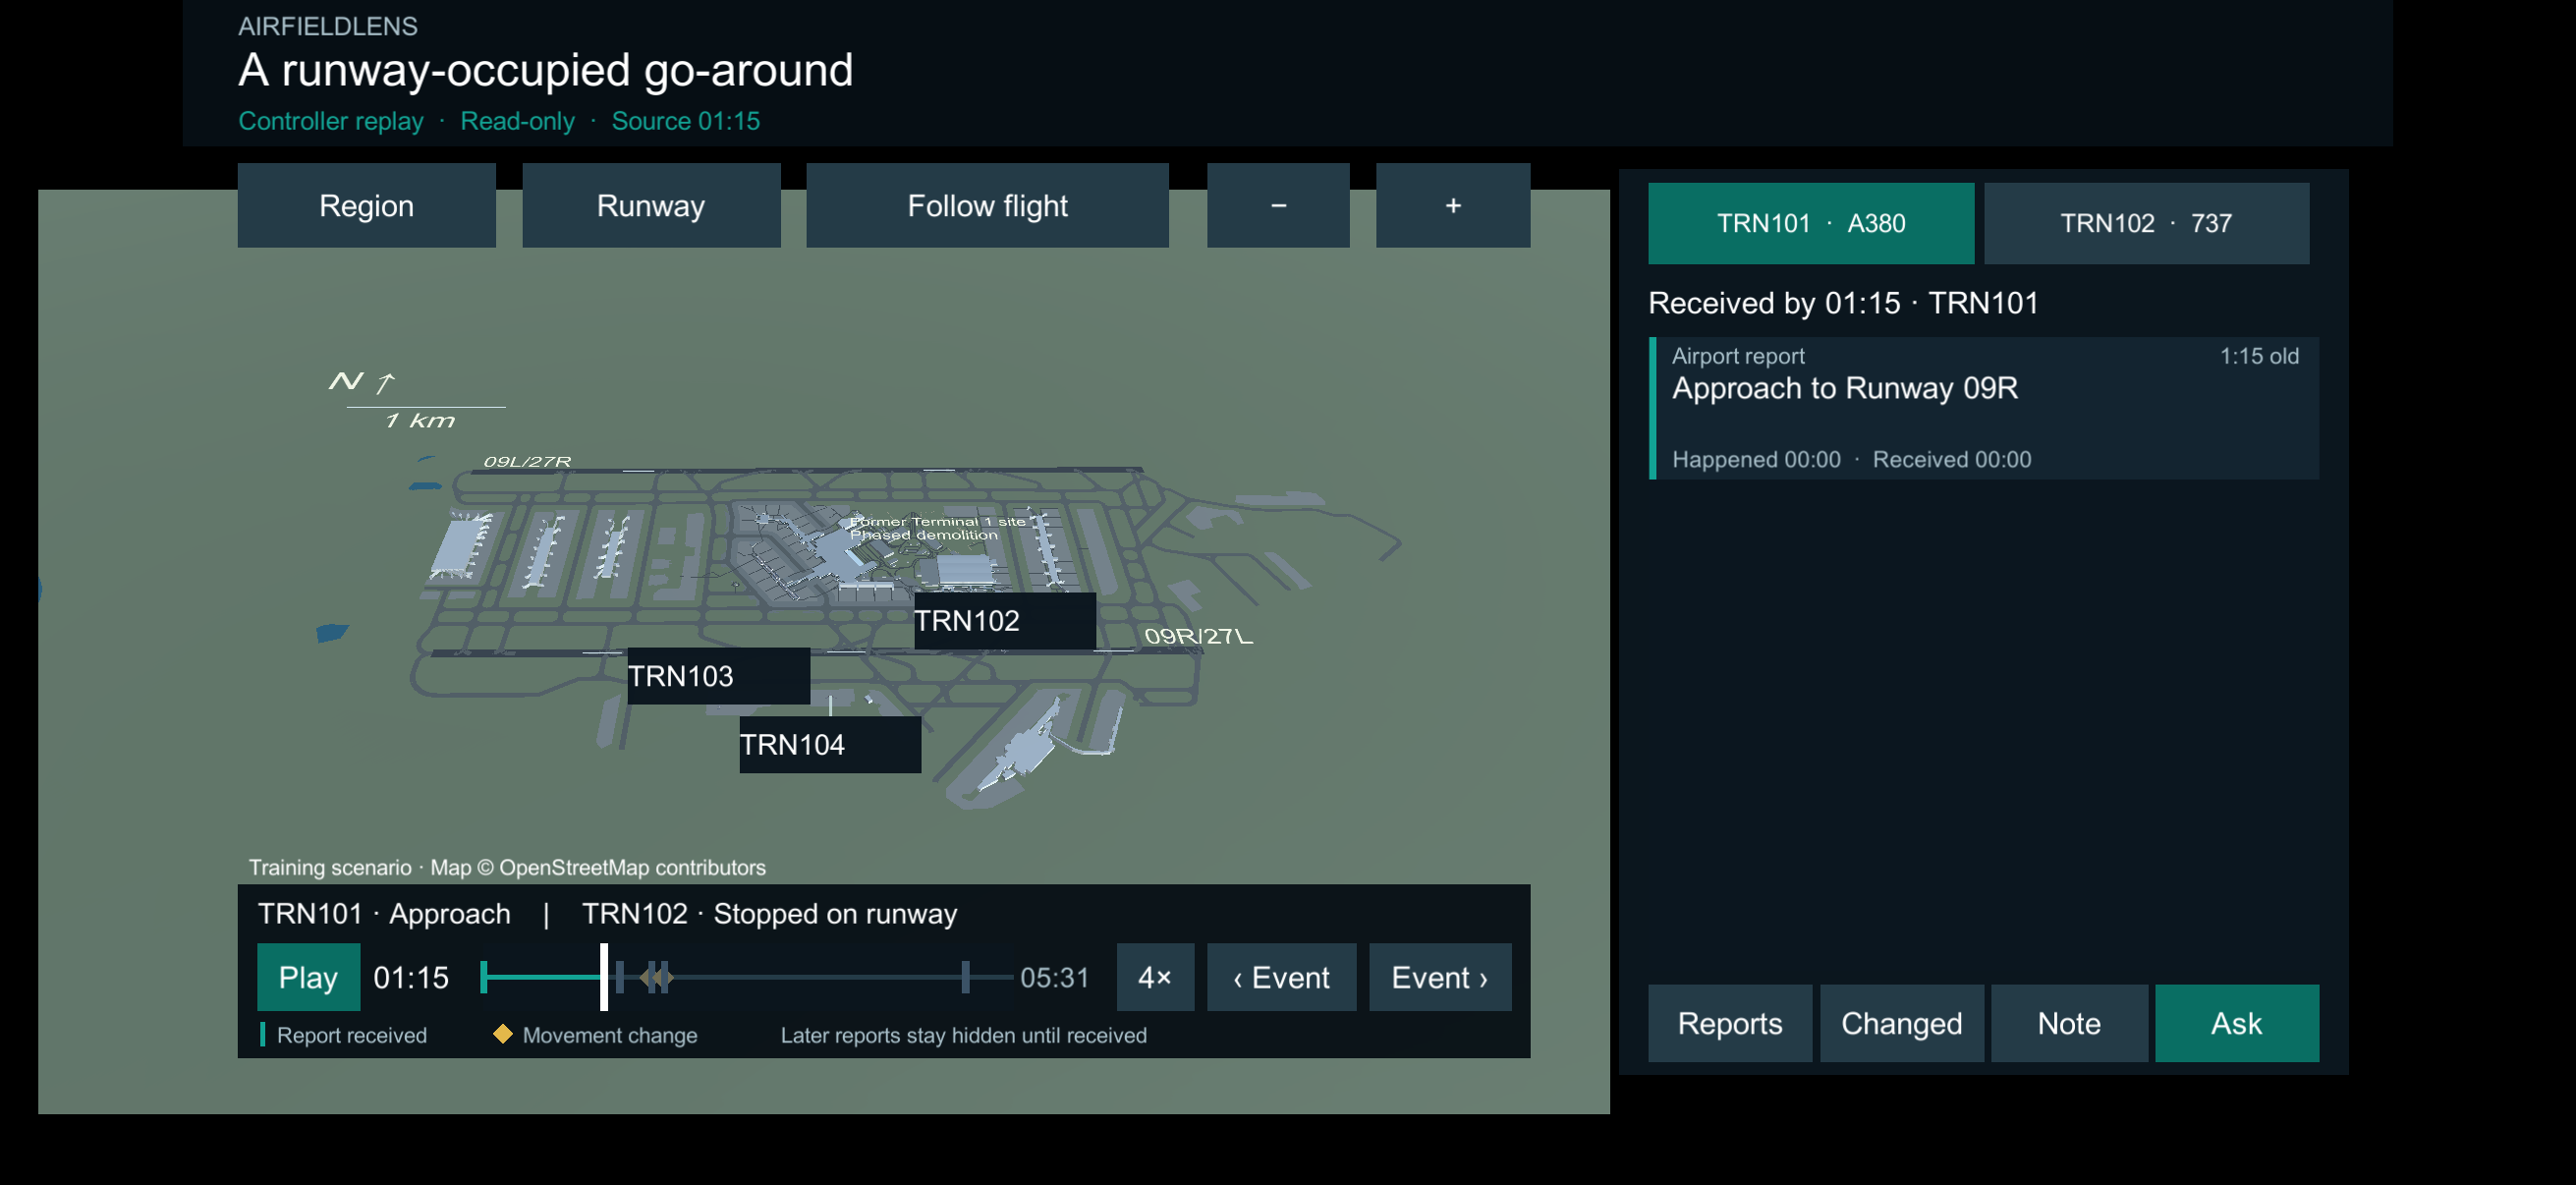 AIRFIELDLENS
A runway-occupied go-around
Controller replay · Read-only · Source 01:15
Region
Runway
Follow flight
−
+
N ↑
1 km
09L/27R
Former Terminal 1 site
Phased demolition
TRN102
09R/27L
TRN103
TRN104
Training scenario · Map © OpenStreetMap contributors
TRN101 · Approach | TRN102 · Stopped on runway
Play
01:15
05:31
4×
‹ Event
Event ›
Report received
Movement change
Later reports stay hidden until received
TRN101 · A380
TRN102 · 737
Received by 01:15 · TRN101
Airport report
1:15 old
Approach to Runway 09R
Happened 00:00 · Received 00:00
Reports
Changed
Note
Ask